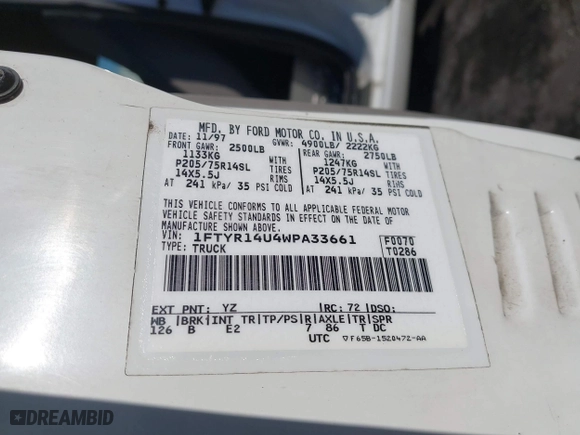 MFD. BY FORD MOTOR CO. IN U.S.A.
DATE: 11/97 GVWR: 4900LB/ 2222KG
FRONT GAWR: 2500LB REAR GAWR: 2750LB
1133KG WITH 1247KG WITH
P205/75R14SL TIRES P205/75R14SL TIRES
14X5.5J RIMS 14X5.5J RIMS
AT 241 kPa/ 35 PSI COLD AT 241 kPa/ 35 PSI COLD
THIS VEHICLE CONFORMS TO ALL APPLICABLE FEDERAL MOTOR
VEHICLE SAFETY STANDARDS IN EFFECT ON THE DATE OF
MANUFACTURE SHOWN ABOVE.
VIN: 1FTYR14U4WPA33661 F0070
TYPE: TRUCK T0286
EXT PNT: YZ |RC: 72 |DSO:
WB |BRK|INT TR|TP/PS|R|AXLE|TR|SPR
126 B E2 7 86 T DC
UTC ▽F65B-1520472-AA
DREAMBID